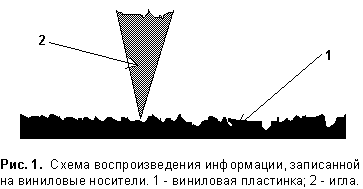 2
1
Рис. 1. Схема воспроизведения информации, записанной
на виниловые носители. 1 - виниловая пластинка; 2 - игла.